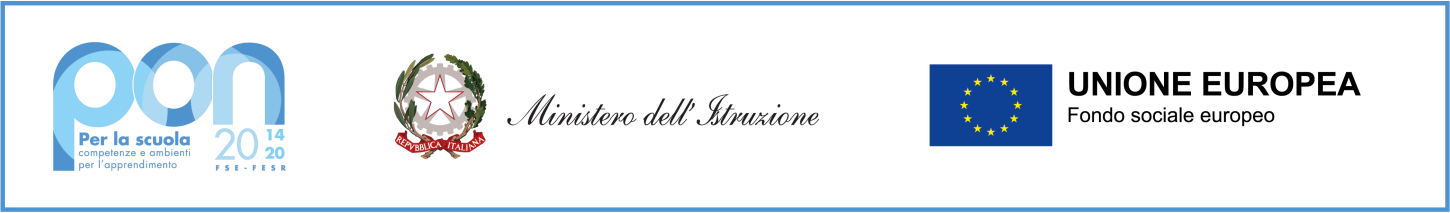 pon
Per la scuola
competenze e ambienti
per l'apprendimento
20 14
20
FSE-FESR
REPVBBLICA ITALIANA
Ministero dell'Istruzione
UNIONE EUROPEA
Fondo sociale europeo